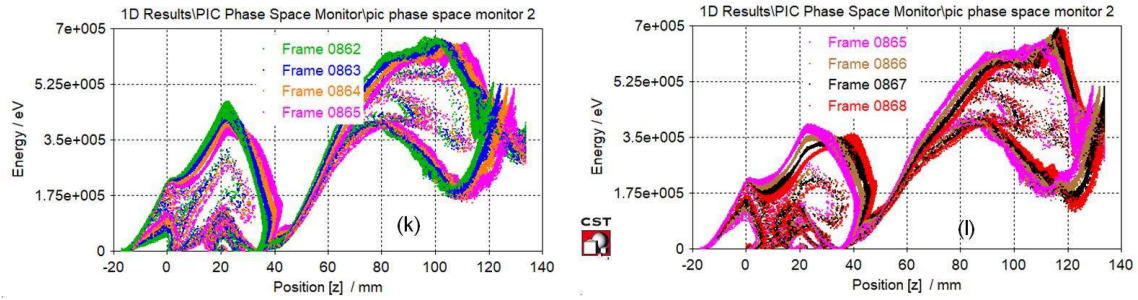 1D Results\PIC Phase Space Monitor\pic phase space monitor 2
7e+005
5.25e+005
3.5e+005
1.75e+005
0
Energy / eV
Frame 0862
Frame 0863
Frame 0864
Frame 0865
(k)
-20 0 20 40 60 80 100 120 140
Position [z] / mm
1D Results\PIC Phase Space Monitor\pic phase space monitor 2
7e+005
5.25e+005
3.5e+005
1.75e+005
0
Energy / eV
Frame 0865
Frame 0866
Frame 0867
Frame 0868
(l)
CST
-20 0 20 40 60 80 100 120 140
Position [z] / mm